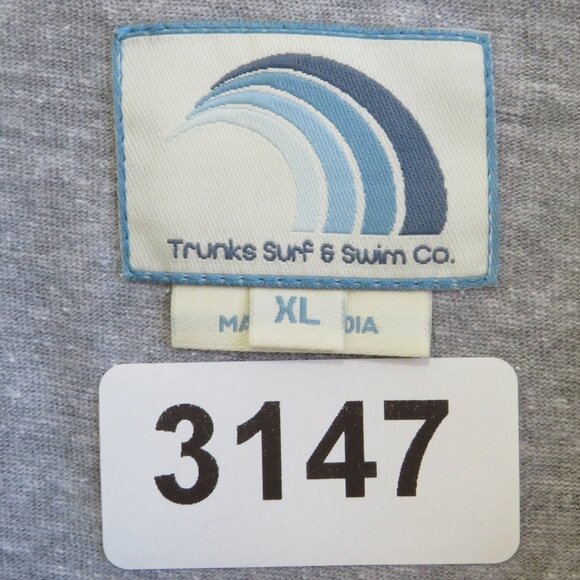 Trunks Surf & Swim Co.
XL
MA DIA
3147